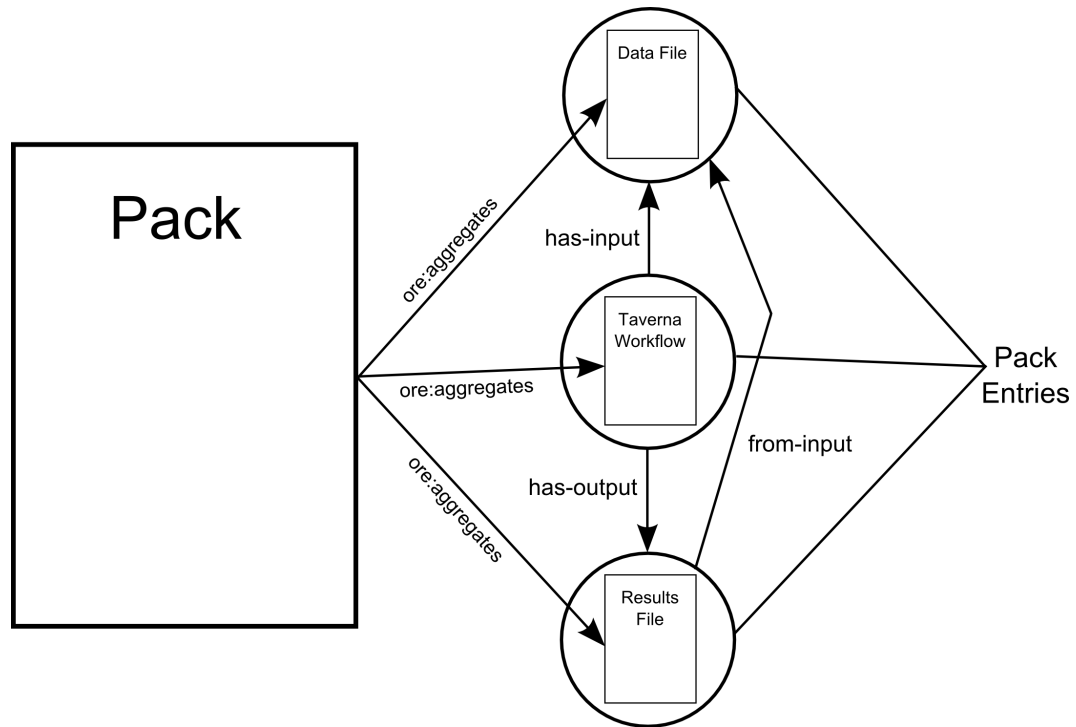 Data File
Pack
ore:aggregates
has-input
Taverna
Workflow
ore:aggregates
Pack
Entries
from-input
ore:aggregates
has-output
Results
File